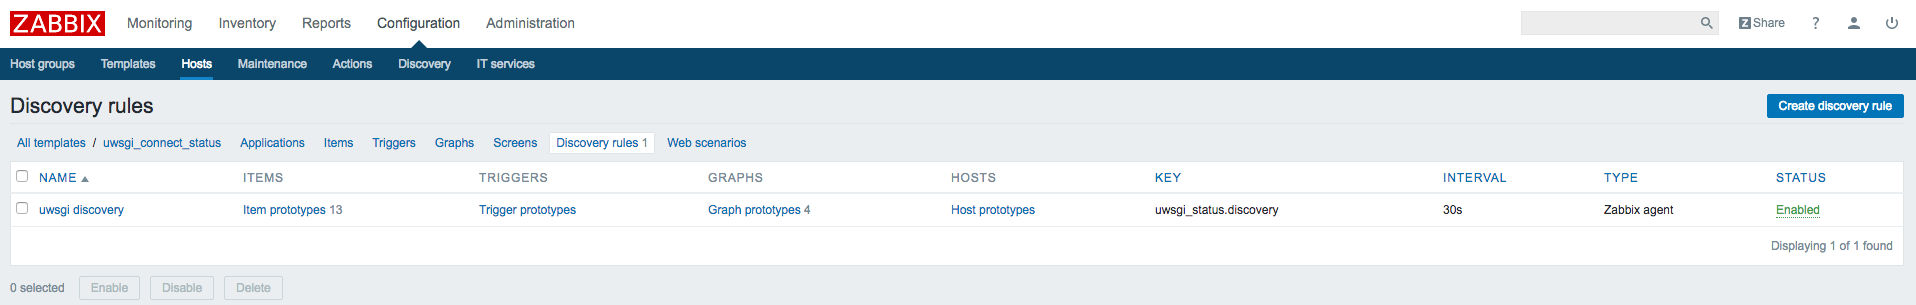 ZABBIX Monitoring Inventory Reports Configuration Administration Z Share ?
Host groups Templates Hosts Maintenance Actions Discovery IT services
Discovery rules Create discovery rule
All templates / uwsgi_connect_status Applications Items Triggers Graphs Screens Discovery rules 1 Web scenarios
NAME ITEMS TRIGGERS GRAPHS HOSTS KEY INTERVAL TYPE STATUS
uwsgi discovery Item prototypes 13 Trigger prototypes Graph prototypes 4 Host prototypes uwsgi_status.discovery 30s Zabbix agent Enabled
Displaying 1 of 1 found
0 selected Enable Disable Delete